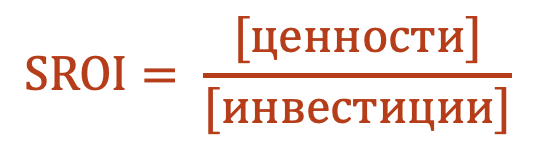 SROI = [ценности]
[инвестиции]